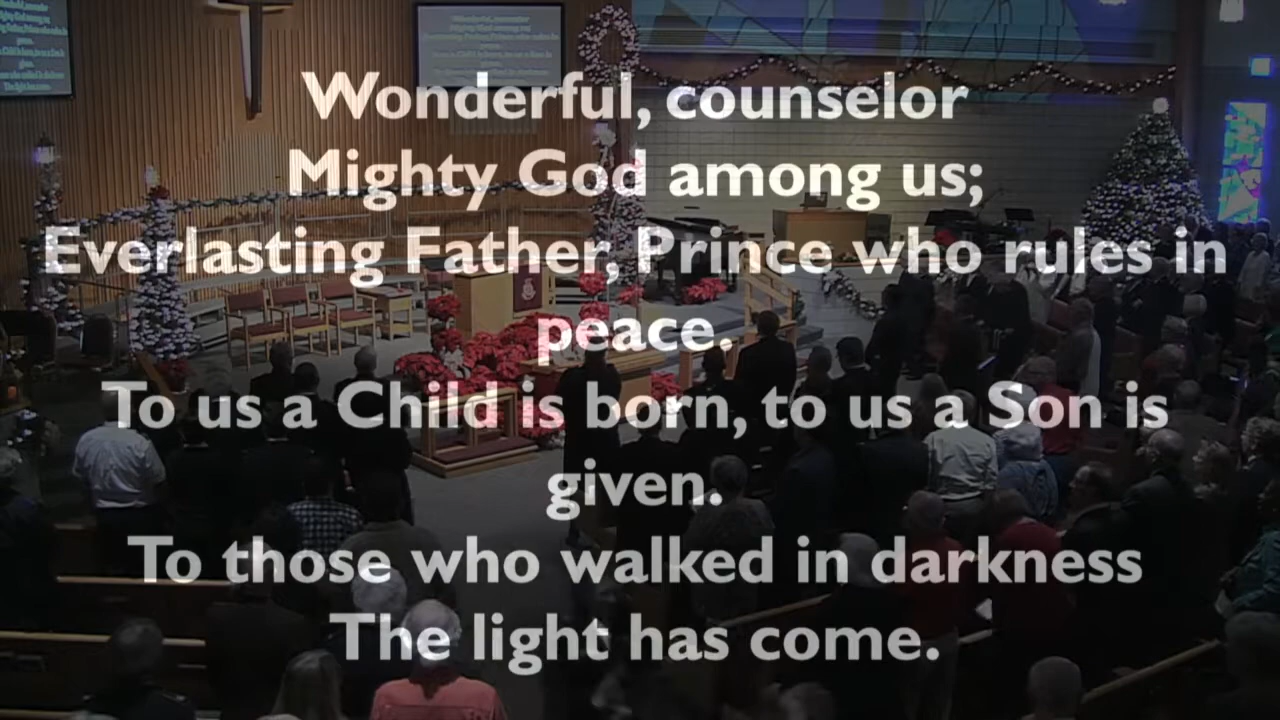 Wonderful, counselor
Mighty God among us;
Everlasting Father, Prince who rules in
peace.
To us a Child is born, to us a Son is
given.
To those who walked in darkness
The light has come.